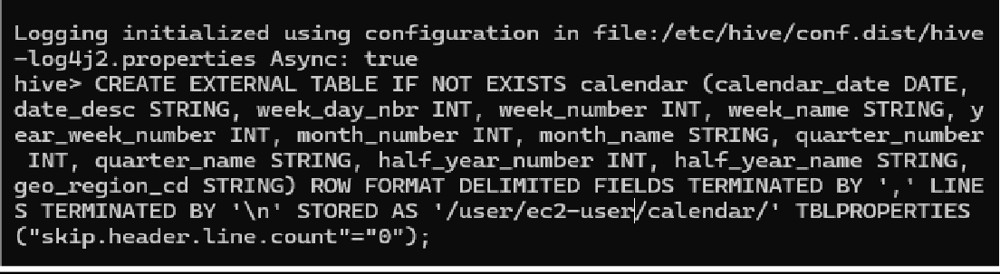 Logging initialized using configuration in file:/etc/hive/conf.dist/hive
-log4j2.properties Async: true
hive> CREATE EXTERNAL TABLE IF NOT EXISTS calendar (calendar_date DATE,
date_desc STRING, week_day_nbr INT, week_number INT, week_name STRING, y
ear_week_number INT, month_number INT, month_name STRING, quarter_number
 INT, quarter_name STRING, half_year_number INT, half_year_name STRING,
geo_region_cd STRING) ROW FORMAT DELIMITED FIELDS TERMINATED BY ',' LINE
S TERMINATED BY '\n' STORED AS '/user/ec2-user/calendar/' TBLPROPERTIES
("skip.header.line.count"="0");